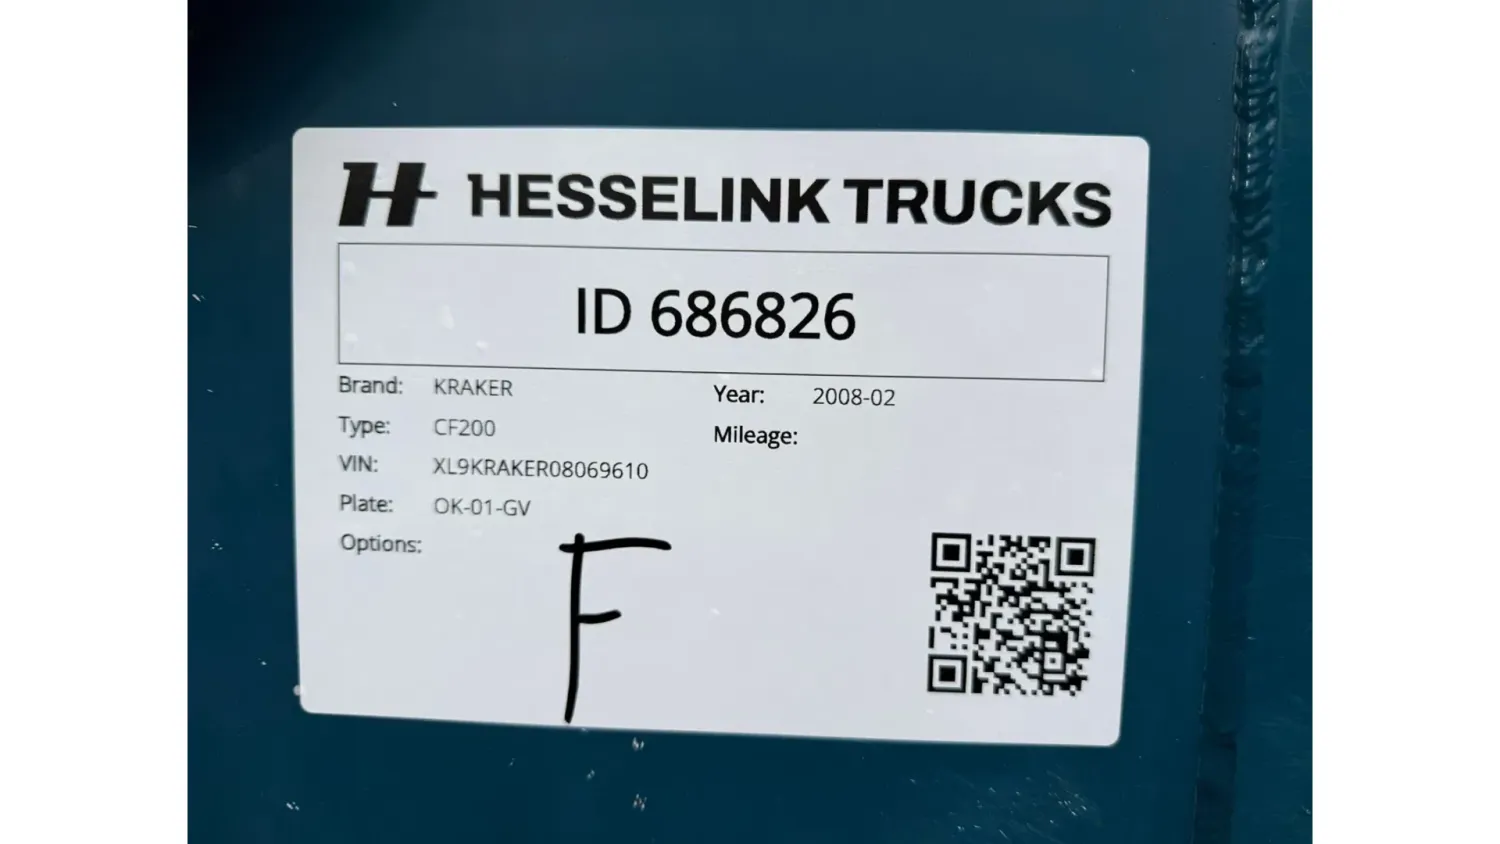 H HESSELINK TRUCKS
ID 686826
Brand: KRAKER
Year: 2008-02
Type: CF200
Mileage:
VIN: XL9KRAKER08069610
Plate: OK-01-GV
Options:
F